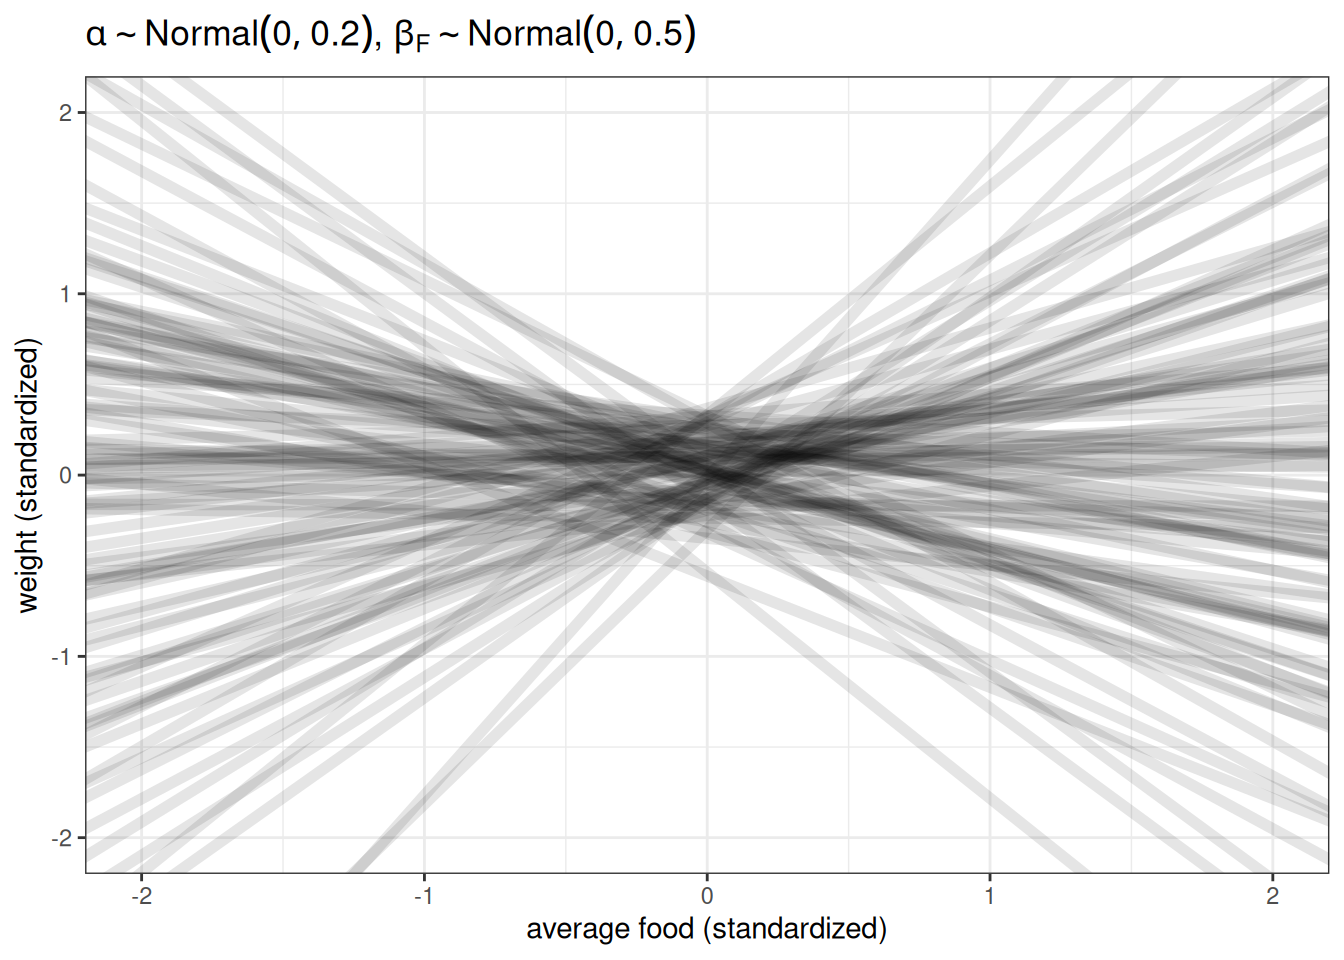 α ~ Normal(0, 0.2), β_F ~ Normal(0, 0.5)
2
1
0
-1
-2
weight (standardized)
-2 -1 0 1 2
average food (standardized)